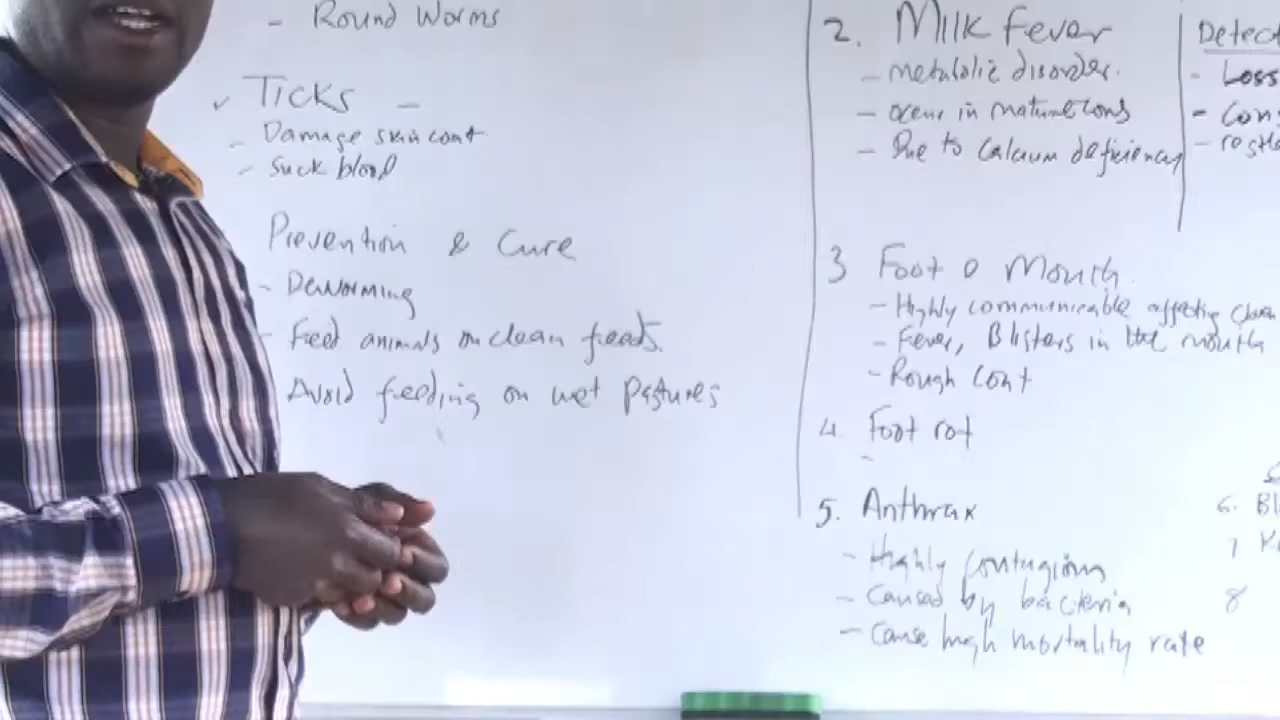 - Round Worms
✓ Ticks -
- Damage skin coat
- Suck blood
Prevention & Cure
- Deworming
- Feed animals on clean feeds.
Avoid feeding on wet pastures
2. Milk Fever
- Metabolic disorder.
- occur in mature cows
- Due to Calcium deficiency
3 Foot & Mouth
- Highly communicable affecting
- Fever, Blisters in the mouth
- Rough coat
4. Foot rot
-
5. Anthrax
- Highly contagious
- Caused by bacteria
- Cause high mortality rate
Detect
- Loss
- Cons
- restle
6. Bl
7 K
8